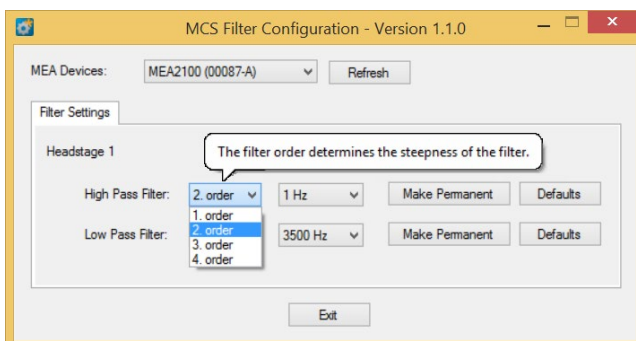 MCS Filter Configuration - Version 1.1.0
MEA Devices: MEA2100 (00087-A) Refresh
Filter Settings
Headstage 1
The filter order determines the steepness of the filter.
High Pass Filter: 2. order 1 Hz Make Permanent Defaults
1. order
2. order
3. order
4. order
Low Pass Filter: 3500 Hz Make Permanent Defaults
Exit